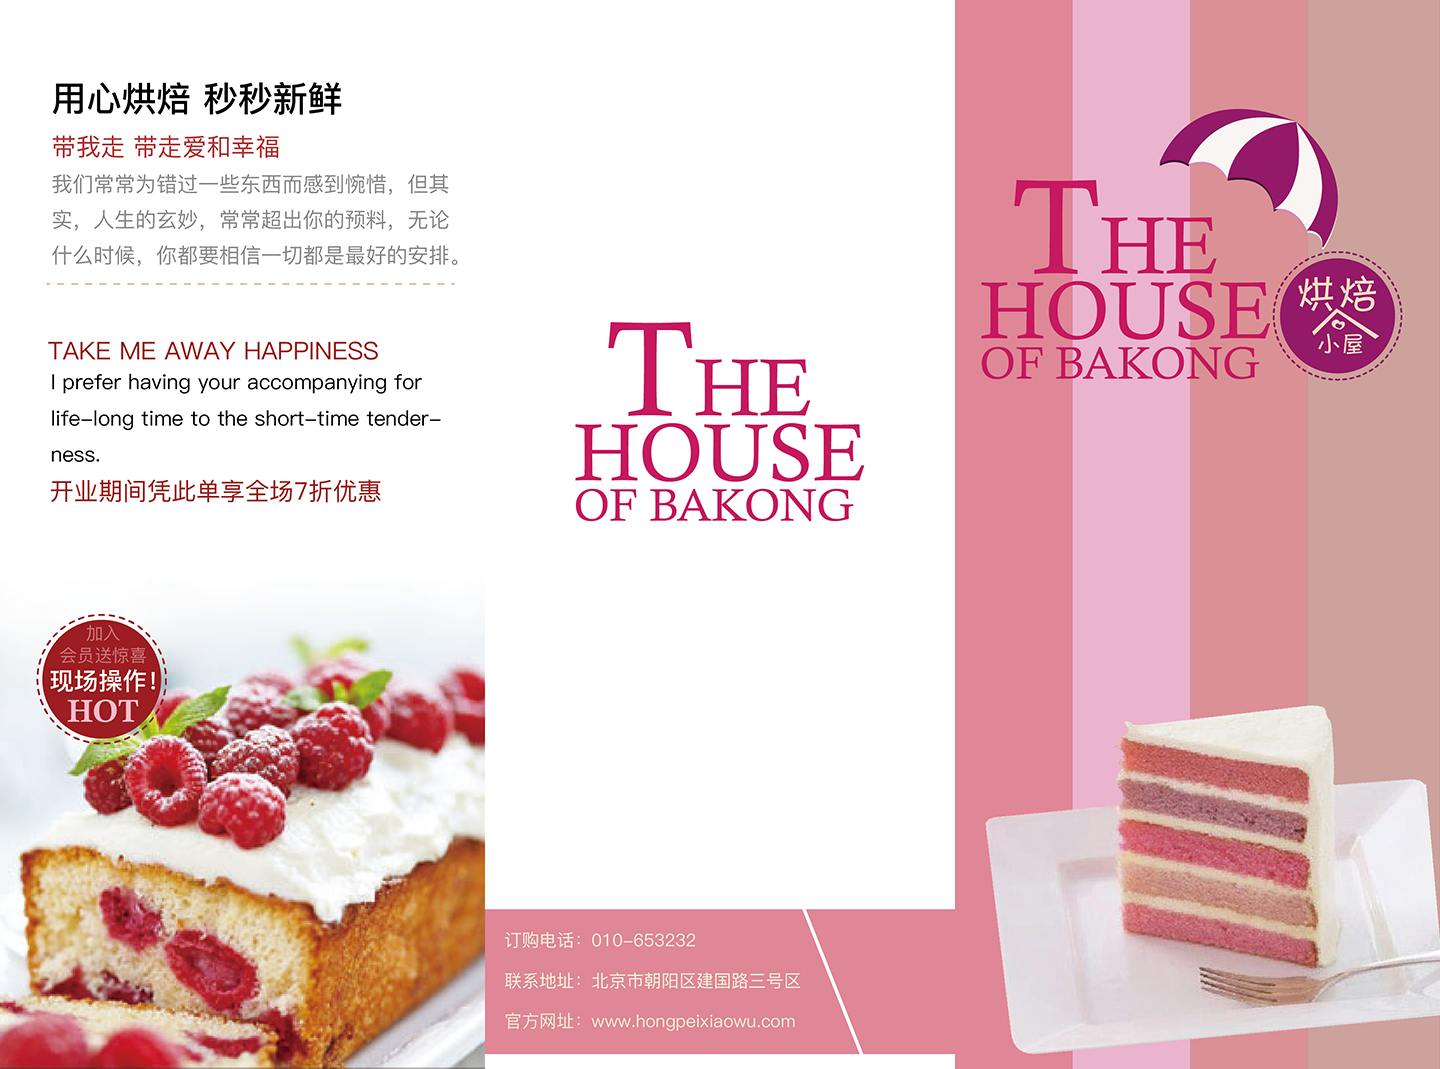 用心烘焙 秒秒新鲜
带我走 带走爱和幸福
我们常常为错过一些东西而感到惋惜，但其
实，人生的玄妙，常常超出你的预料，无论
什么时候，你都要相信一切都是最好的安排。
TAKE ME AWAY HAPPINESS
I prefer having your accompanying for
life-long time to the short-time tender-
ness.
开业期间凭此单享全场7折优惠
加入
会员送惊喜
现场操作!
HOT
THE
HOUSE
OF BAKONG
订购电话：010-653232
联系地址：北京市朝阳区建国路三号区
官方网址：www.hongpeixiaowu.com
THE
HOUSE
OF BAKONG
烘焙
小屋